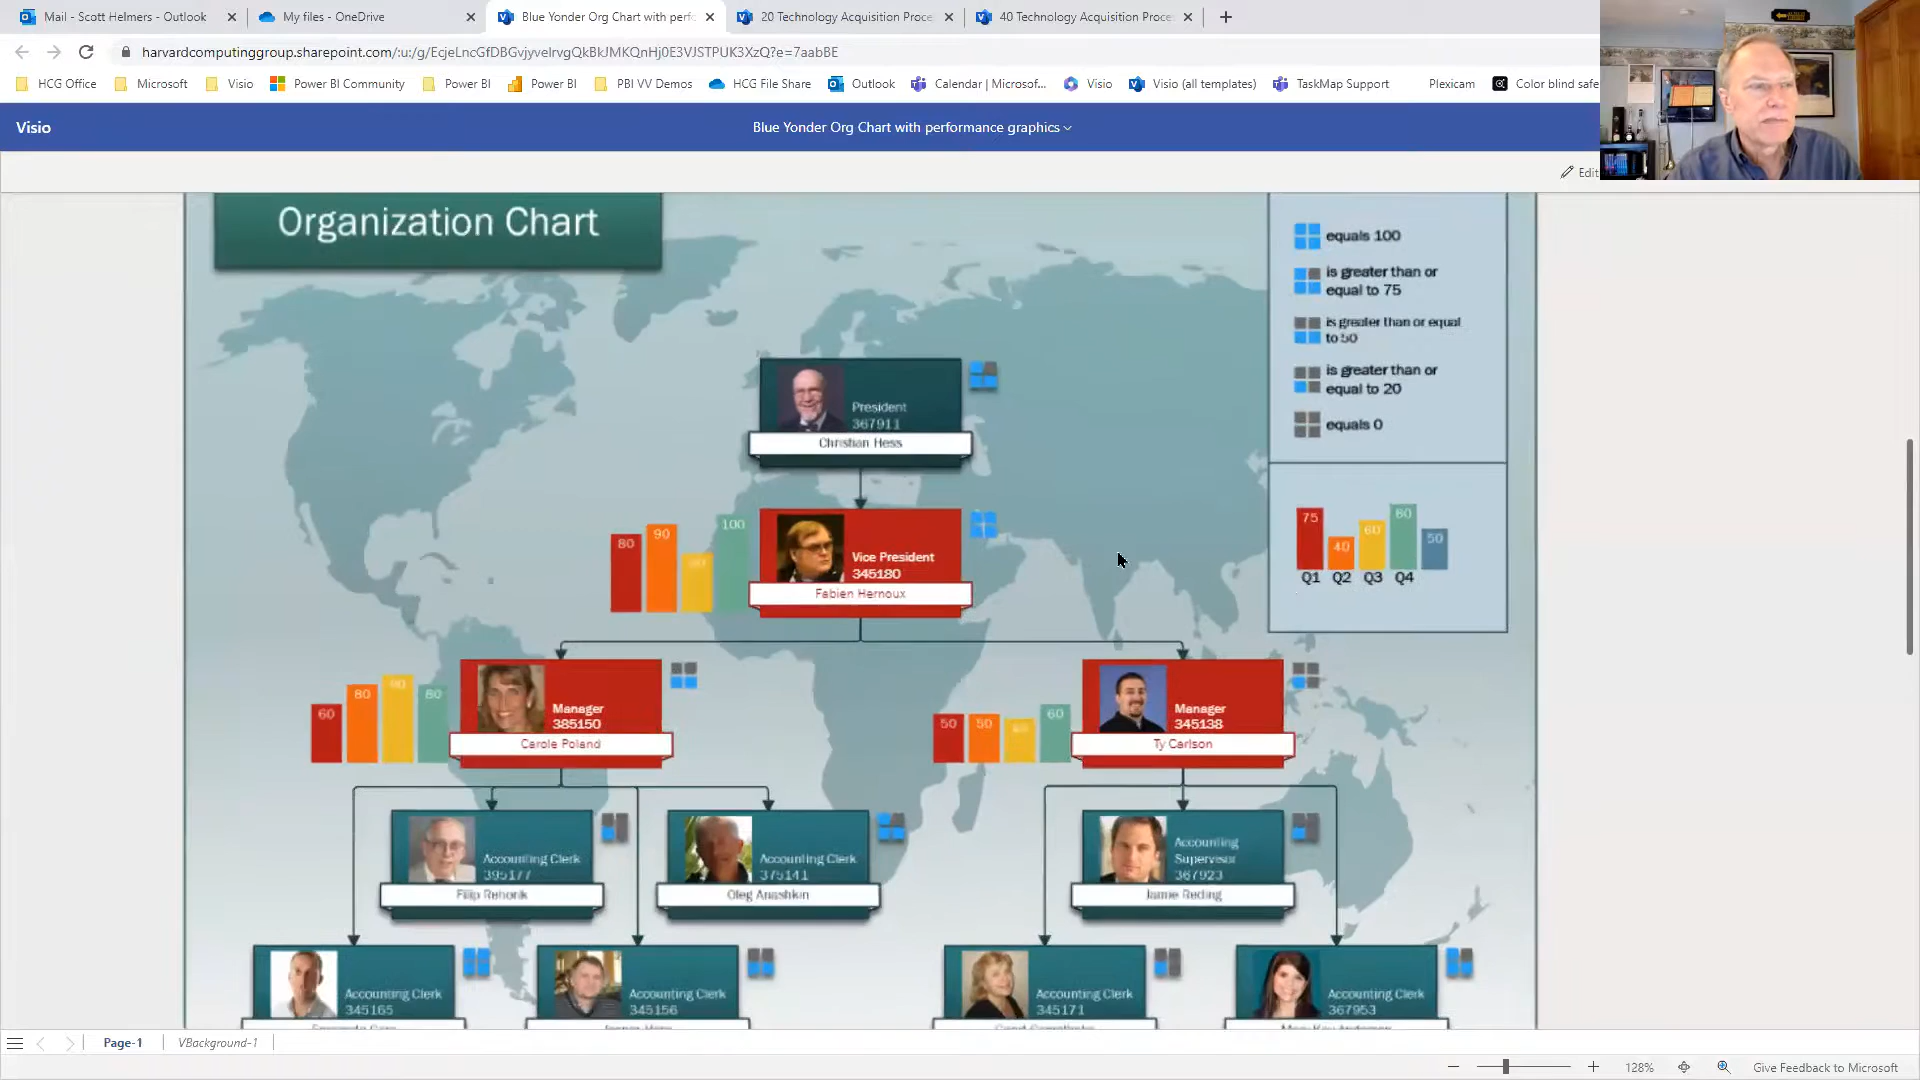 Mail - Scott Helmers - Outlook
My files - OneDrive
Blue Yonder Org Chart with perfo
20 Technology Acquisition Proce
40 Technology Acquisition Proce
harvardcomputinggroup.sharepoint.com/:u:/g/EcjeLncGfDBGvjyvelrvgQkBkJMKQnHj0E3VJSTPUK3XzQ?e=7aabBE
HCG Office
Microsoft
Visio
Power BI Community
Power BI
Power BI
PBI VV Demos
HCG File Share
Outlook
Calendar | Microsof...
Visio
Visio (all templates)
TaskMap Support
Plexicam
Color blind safe
Visio
Blue Yonder Org Chart with performance graphics
Edit
Organization Chart
equals 100
is greater than or
equal to 75
is greater than or equal
to 50
is greater than or
equal to 20
equals 0
75
40
60
80
50
Q1
Q2
Q3
Q4
President
367911
Christian Hess
80
90
100
Vice President
345180
Fabien Hernoux
60
80
90
80
Manager
385150
Carole Poland
50
50
60
Manager
345138
Ty Carlson
Accounting Clerk
395177
Filip Rehorik
Accounting Clerk
375141
Oleg Anashkin
Accounting
Supervisor
367923
Jamie Reding
Accounting Clerk
345165
Accounting Clerk
345156
Accounting Clerk
345171
Accounting Clerk
367953
Page-1
VBackground-1
128%
Give Feedback to Microsoft